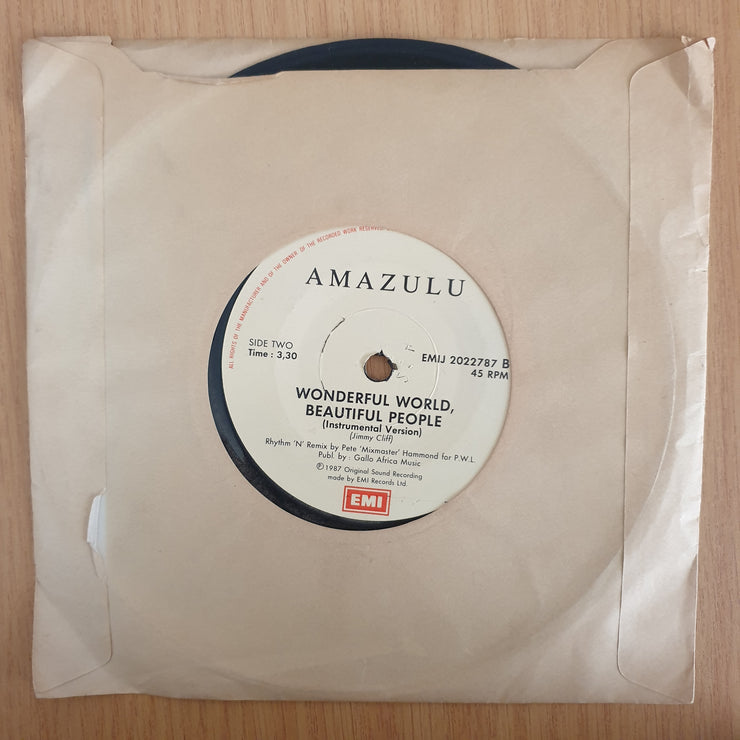 ALL RIGHTS OF THE MANUFACTURER AND OF THE OWNER OF THE RECORDED WORK RESERVED
AMAZULU
SIDE TWO
Time : 3,30
EMIJ 2022787 B
45 RPM
WONDERFUL WORLD,
BEAUTIFUL PEOPLE
(Instrumental Version)
(Jimmy Cliff)
Rhythm 'N' Remix by Pete 'Mixmaster' Hammond for P.W.L.
Publ. by : Gallo Africa Music
℗ 1987 Original Sound Recording
made by EMI Records Ltd.
EMI